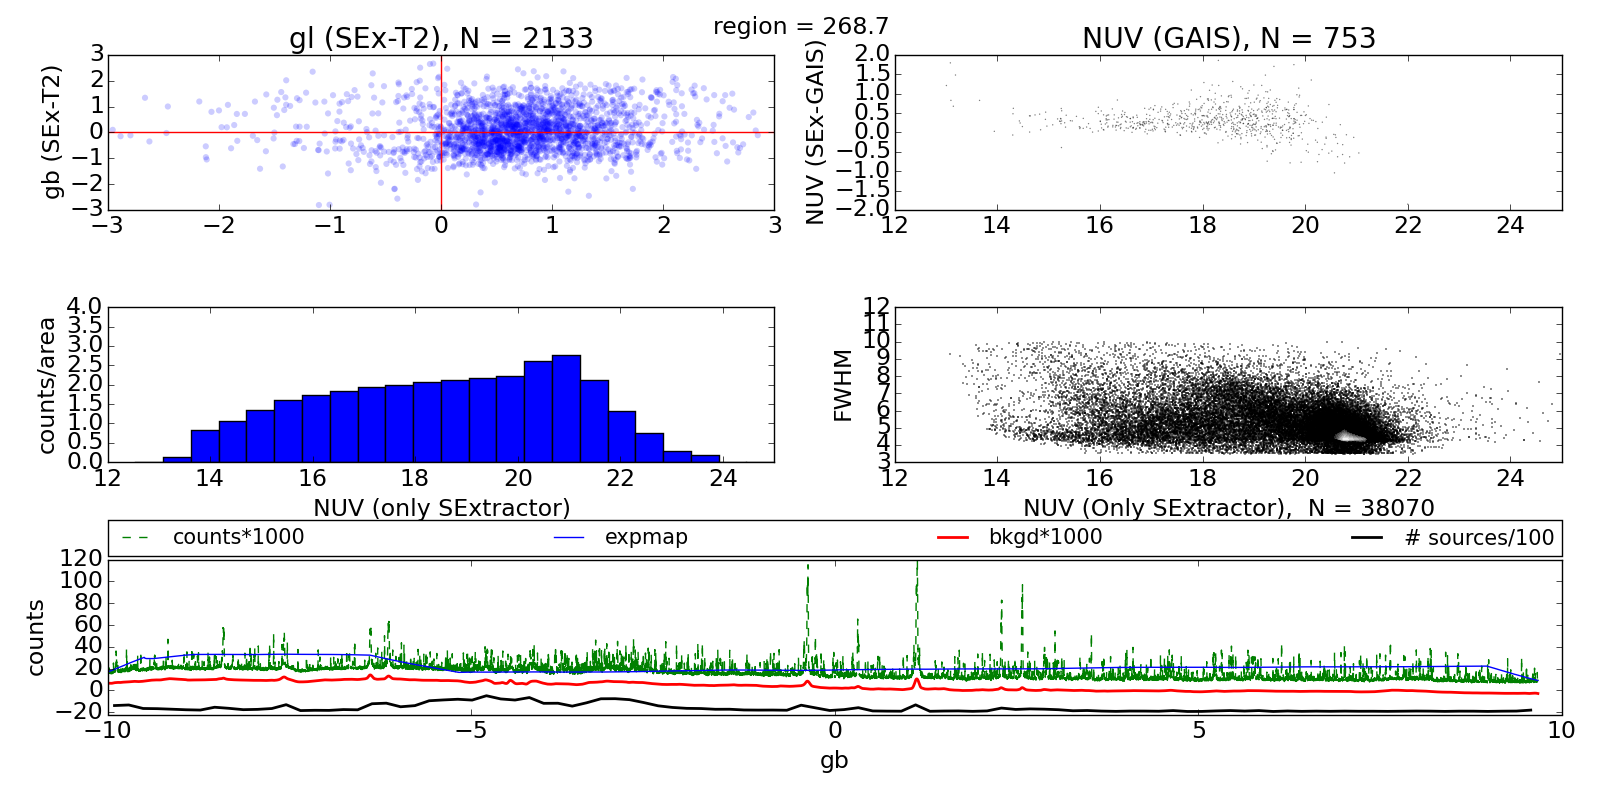 region = 268.7
gl (SEx-T2), N = 2133
NUV (GAIS), N = 753
gb (SEx-T2)
3
2
1
0
−1
−2
−3
−3 −2 −1 0 1 2 3
NUV (SEx-GAIS)
2.0
1.5
1.0
0.5
0.0
−0.5
−1.0
−1.5
−2.0
12 14 16 18 20 22 24
counts/area
4.0
3.5
3.0
2.5
2.0
1.5
1.0
0.5
0.0
12 14 16 18 20 22 24
NUV (only SExtractor)
FWHM
12
11
10
9
8
7
6
5
4
3
12 14 16 18 20 22 24
NUV (Only SExtractor), N = 38070
counts*1000 expmap bkgd*1000 # sources/100
counts
120
100
80
60
40
20
0
−20
−10 −5 0 5 10
gb